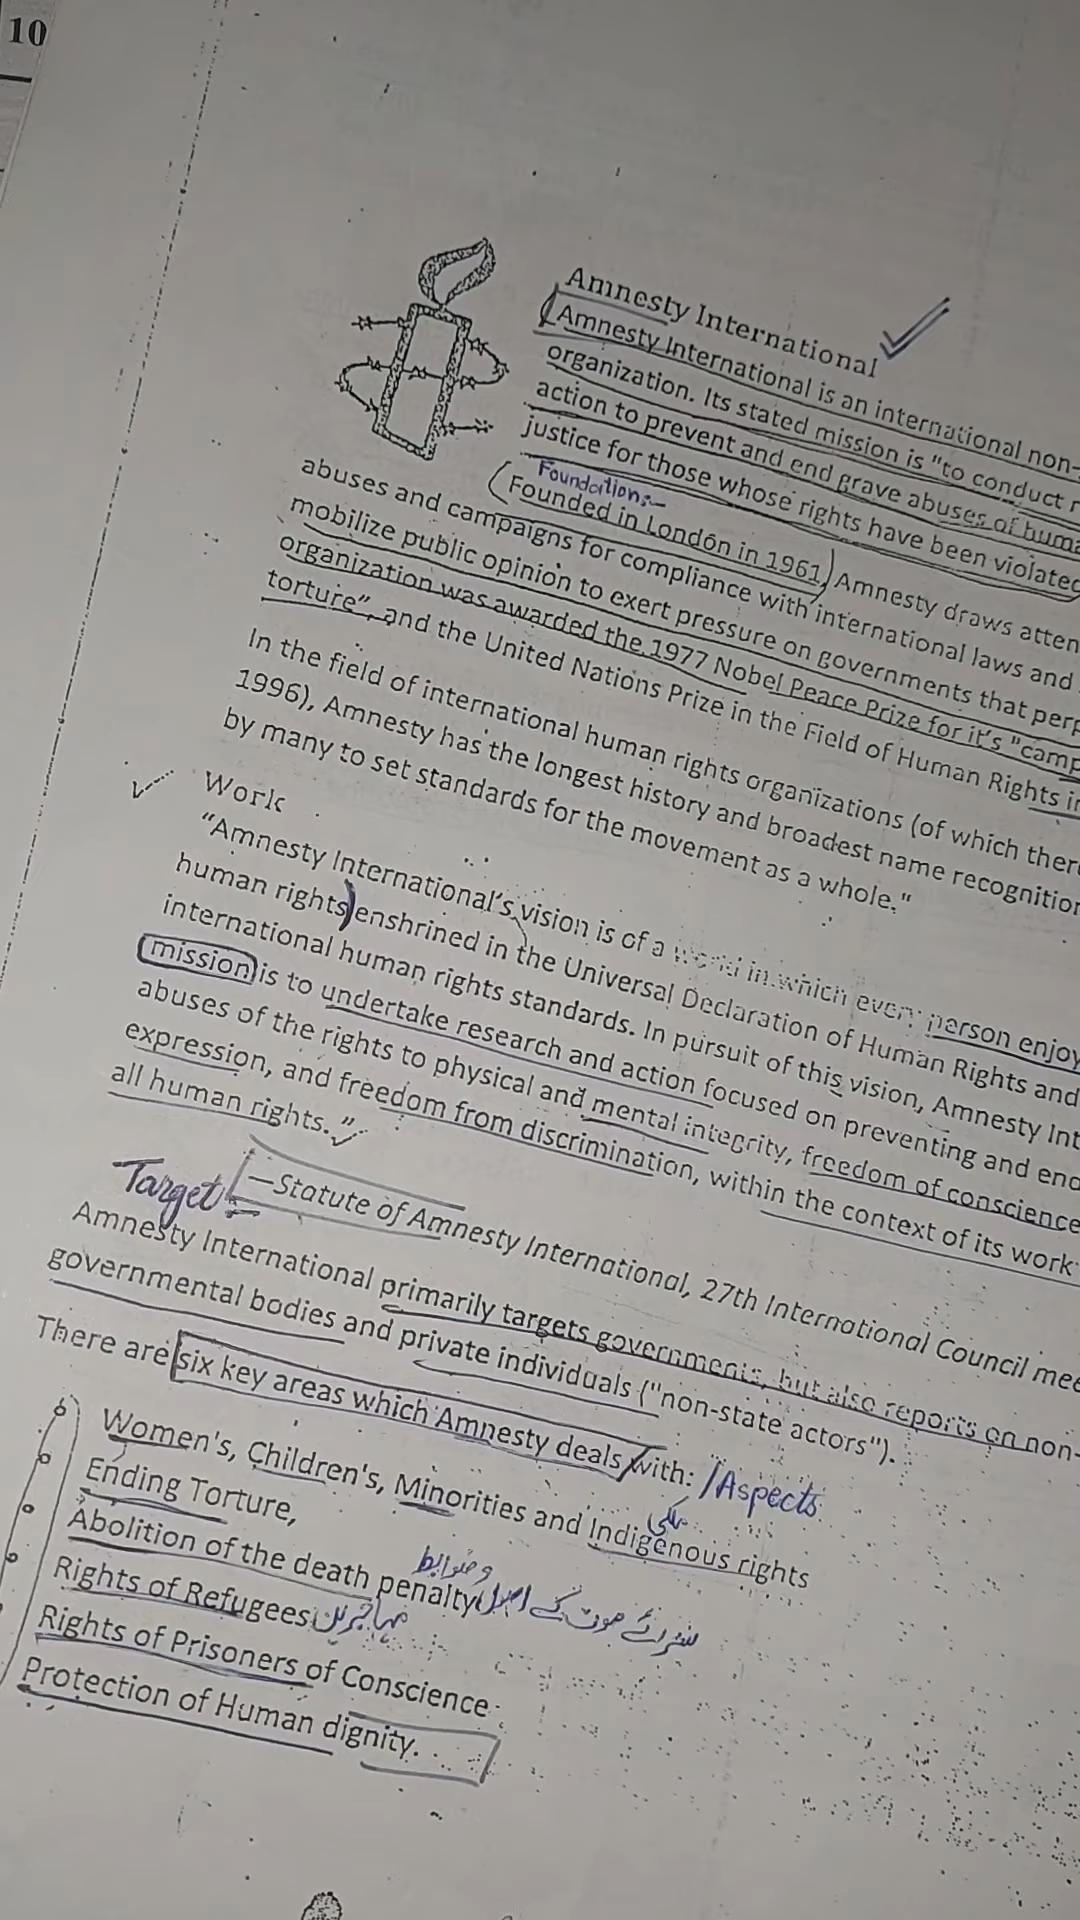 10
Amnesty International
Amnesty International is an international non-
organization. Its stated mission is "to conduct r
action to prevent and end grave abuses of huma
justice for those whose rights have been violated
Foundation:-
Founded in London in 1961, Amnesty draws atten
abuses and campaigns for compliance with international laws and
mobilize public opinion to exert pressure on governments that perp
organization was awarded the 1977 Nobel Peace Prize for it's "camp
torture", and the United Nations Prize in the Field of Human Rights in
In the field of international human rights organizations (of which ther
1996), Amnesty has the longest history and broadest name recognition
by many to set standards for the movement as a whole."
Work
"Amnesty International's vision is of a world in which every person enjoy
human rights enshrined in the Universal Declaration of Human Rights and
international human rights standards. In pursuit of this vision, Amnesty Int
mission is to undertake research and action focused on preventing and end
abuses of the rights to physical and mental integrity, freedom of conscience
expression, and freedom from discrimination, within the context of its work
all human rights."
Target
—Statute of Amnesty International, 27th International Council mee
Amnesty International primarily targets governments, but also reports on non-
governmental bodies and private individuals ("non-state actors").
There are six key areas which Amnesty deals with: /Aspects
Women's, Children's, Minorities and Indigenous rights
ملکی
Ending Torture,
Abolition of the death penalty سزائے موت کے اصول و ضوابط
Rights of Refugees مہاجرین
Rights of Prisoners of Conscience
Protection of Human dignity.